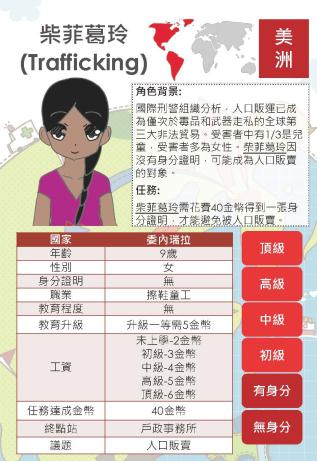 柴菲葛玲
(Trafficking)
美
洲
角色背景:
國際刑警組織分析，人口販運已成
為僅次於毒品和武器走私的全球第
三大非法貿易。受害者中有1/3是兒
童，受害者多為女性。柴菲葛玲因
沒有身分證明，可能成為人口販賣
的對象。
任務:
柴菲葛玲需花費40金幣得到一張身
分證明，才能避免被人口販賣。
國家 委內瑞拉
年齡 9歲
性別 女
身分證明 無
職業 擦鞋童工
教育程度 無
教育升級 升級一等需5金幣
工資
未上學-2金幣
初級-3金幣
中級-4金幣
高級-5金幣
頂級-6金幣
任務達成金幣 40金幣
終點站 戶政事務所
議題 人口販賣
頂級
高級
中級
初級
有身分
無身分